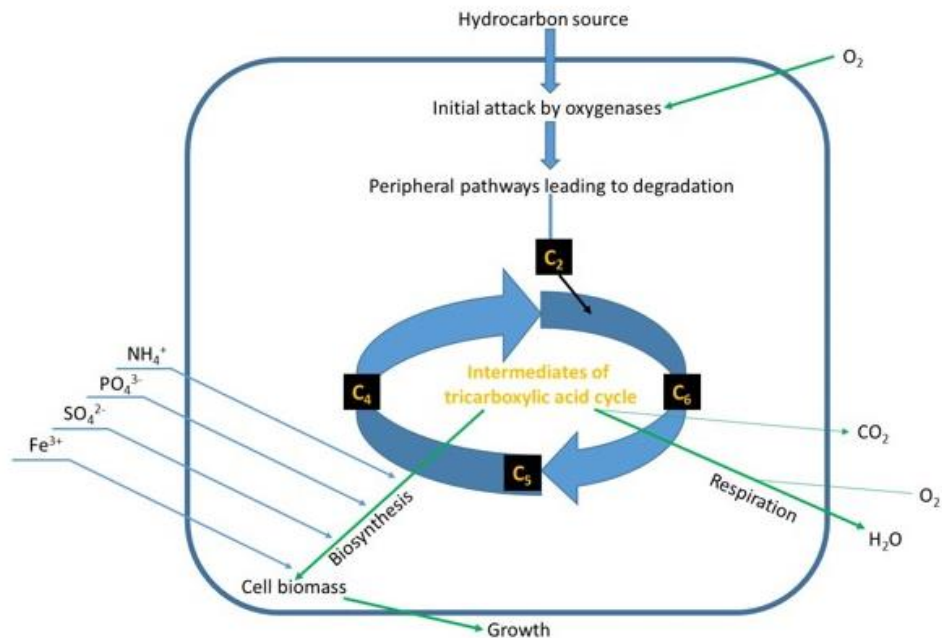 Hydrocarbon source
O₂
Initial attack by oxygenases
Peripheral pathways leading to degradation
C₂
NH₄⁺
PO₄³⁻
SO₄²⁻
Fe³⁺
C₄
Intermediates of
tricarboxylic acid cycle
C₆
CO₂
C₅
Respiration
O₂
H₂O
Biosynthesis
Cell biomass
Growth